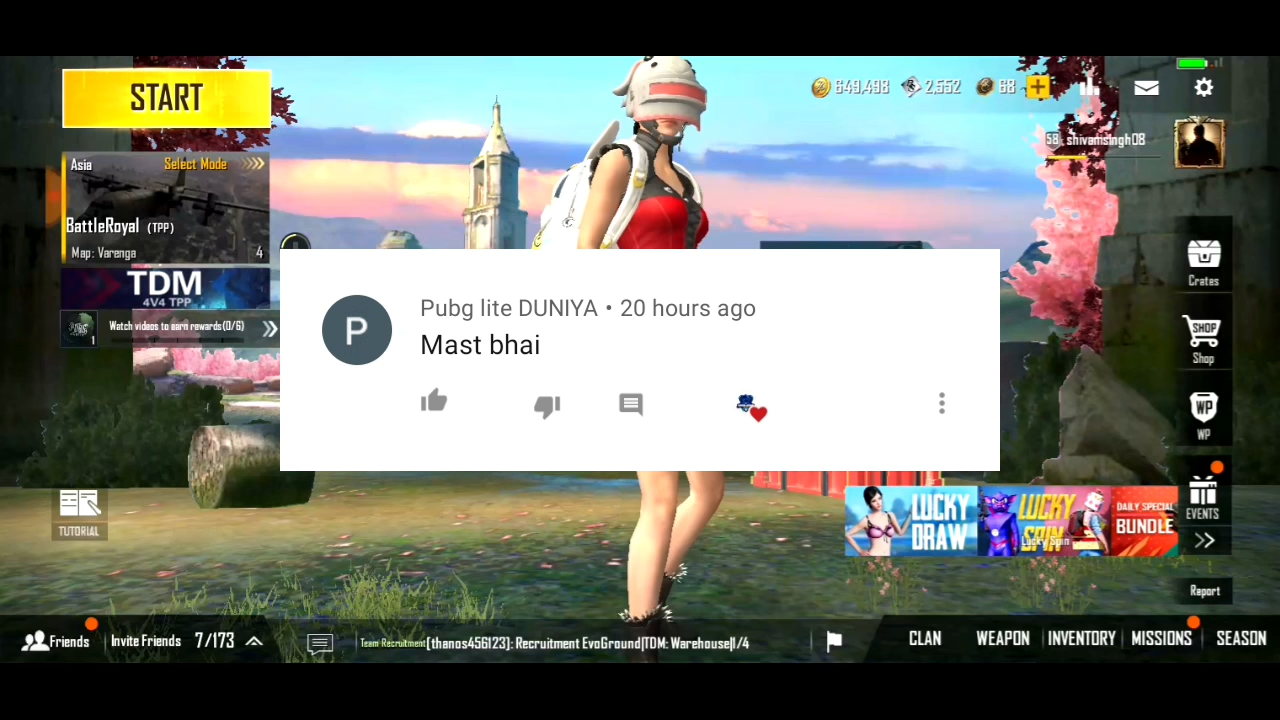 START
649,498
2,552
68
58
shivamsingh08
Asia
Select Mode
BattleRoyal (TPP)
Map: Varenga
4
TDM
4V4 TPP
Watch videos to earn rewards(0/6)
1
Pubg lite DUNIYA • 20 hours ago
P
Mast bhai
Crates
SHOP
Shop
WP
WP
EVENTS
LUCKY DRAW
LUCKY SPIN
Lucky Spin
DAILY SPECIAL
BUNDLE
TUTORIAL
Report
Friends
Invite Friends
7/173
Team Recruitment[thanos456123]: Recruitment EvoGround|TDM: Warehouse|1/4
CLAN
WEAPON
INVENTORY
MISSIONS
SEASON